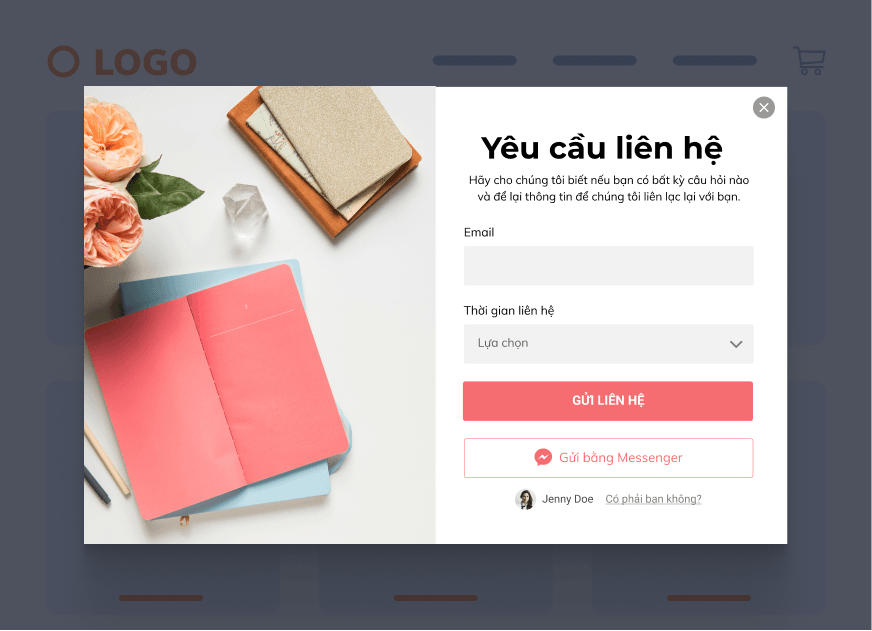 LOGO
Yêu cầu liên hệ
Hãy cho chúng tôi biết nếu bạn có bất kỳ câu hỏi nào
và để lại thông tin để chúng tôi liên lạc lại với bạn.
Email
Thời gian liên hệ
Lựa chọn
GỬI LIÊN HỆ
Gửi bằng Messenger
Jenny Doe Có phải bạn không?